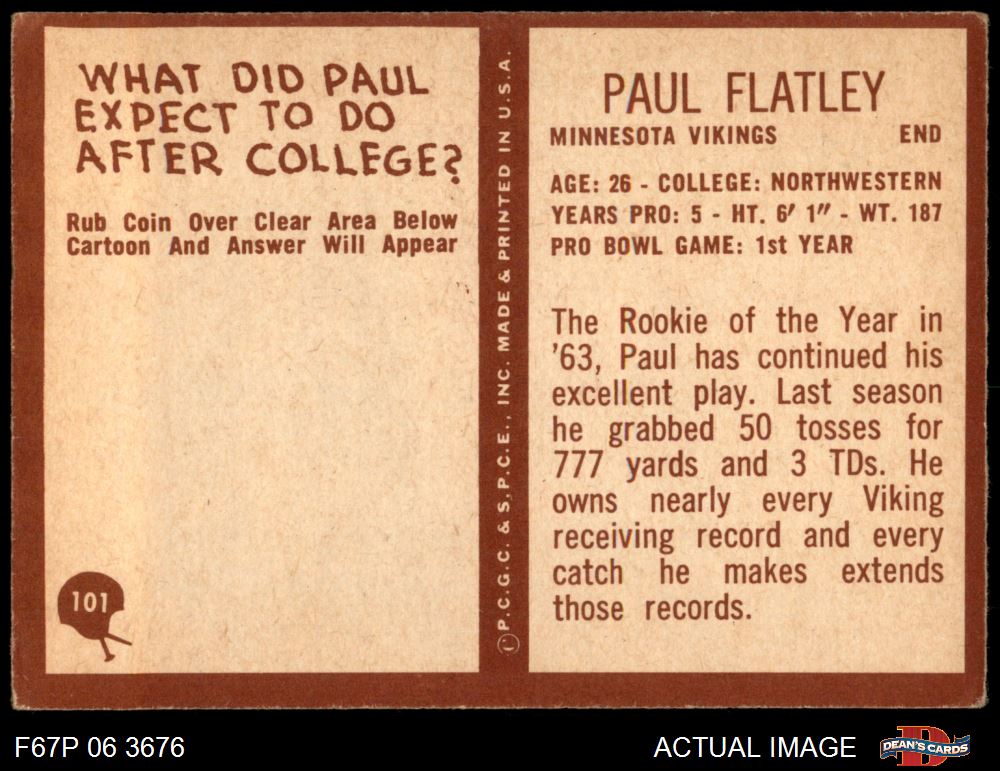 WHAT DID PAUL
EXPECT TO DO
AFTER COLLEGE?
Rub Coin Over Clear Area Below
Cartoon And Answer Will Appear
101
©P.C.G.C. & S.P.C.E., INC. MADE & PRINTED IN U.S.A.
PAUL FLATLEY
MINNESOTA VIKINGS END
AGE: 26 - COLLEGE: NORTHWESTERN
YEARS PRO: 5 - HT. 6′ 1″ - WT. 187
PRO BOWL GAME: 1st YEAR
The Rookie of the Year in
'63, Paul has continued his
excellent play. Last season
he grabbed 50 tosses for
777 yards and 3 TDs. He
owns nearly every Viking
receiving record and every
catch he makes extends
those records.
F67P 06 3676
ACTUAL IMAGE
D
DEAN'S CARDS